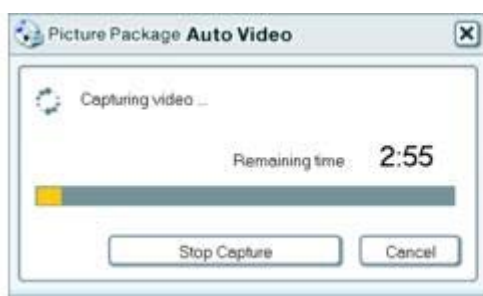 Picture Package Auto Video
Capturing video ...
Remaining time 2:55
Stop Capture Cancel